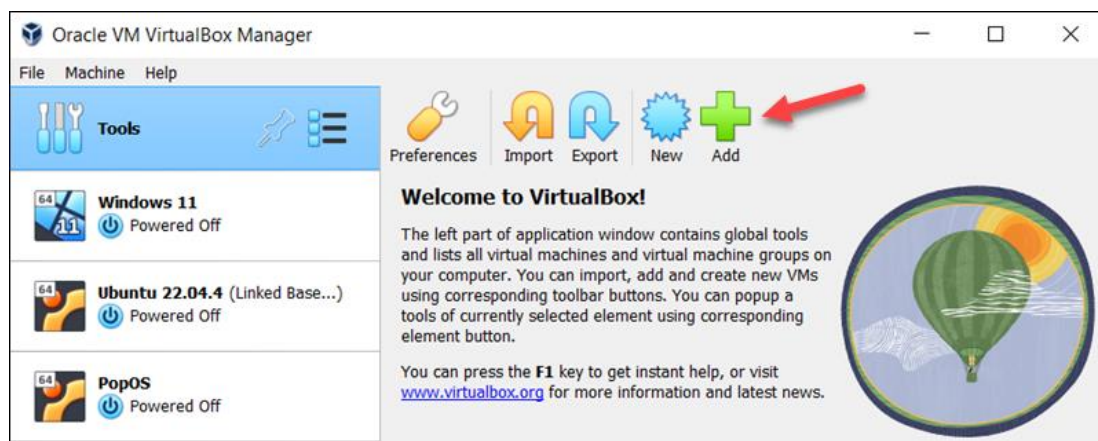 Oracle VM VirtualBox Manager
File Machine Help
Tools
Preferences Import Export New Add
64
11
Windows 11
Powered Off
64
Ubuntu 22.04.4 (Linked Base...)
Powered Off
64
PopOS
Powered Off
Welcome to VirtualBox!
The left part of application window contains global tools
and lists all virtual machines and virtual machine groups on
your computer. You can import, add and create new VMs
using corresponding toolbar buttons. You can popup a
tools of currently selected element using corresponding
element button.
You can press the F1 key to get instant help, or visit
www.virtualbox.org for more information and latest news.